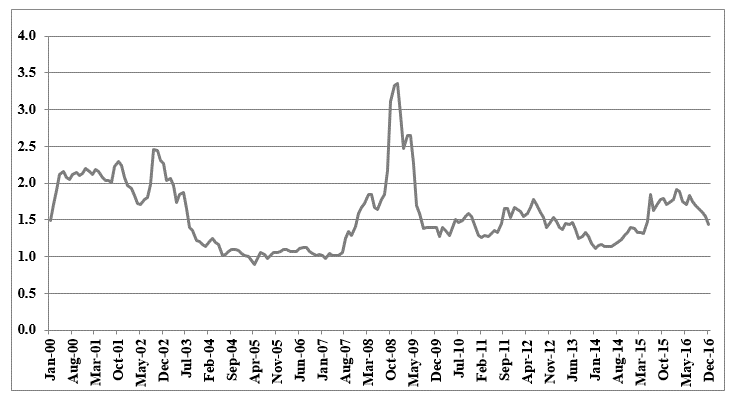 4.0
3.5
3.0
2.5
2.0
1.5
1.0
0.5
0.0
Jan-00
Aug-00
Mar-01
Oct-01
May-02
Dec-02
Jul-03
Feb-04
Sep-04
Apr-05
Nov-05
Jun-06
Jan-07
Aug-07
Mar-08
Oct-08
May-09
Dec-09
Jul-10
Feb-11
Sep-11
Apr-12
Nov-12
Jun-13
Jan-14
Aug-14
Mar-15
Oct-15
May-16
Dec-16